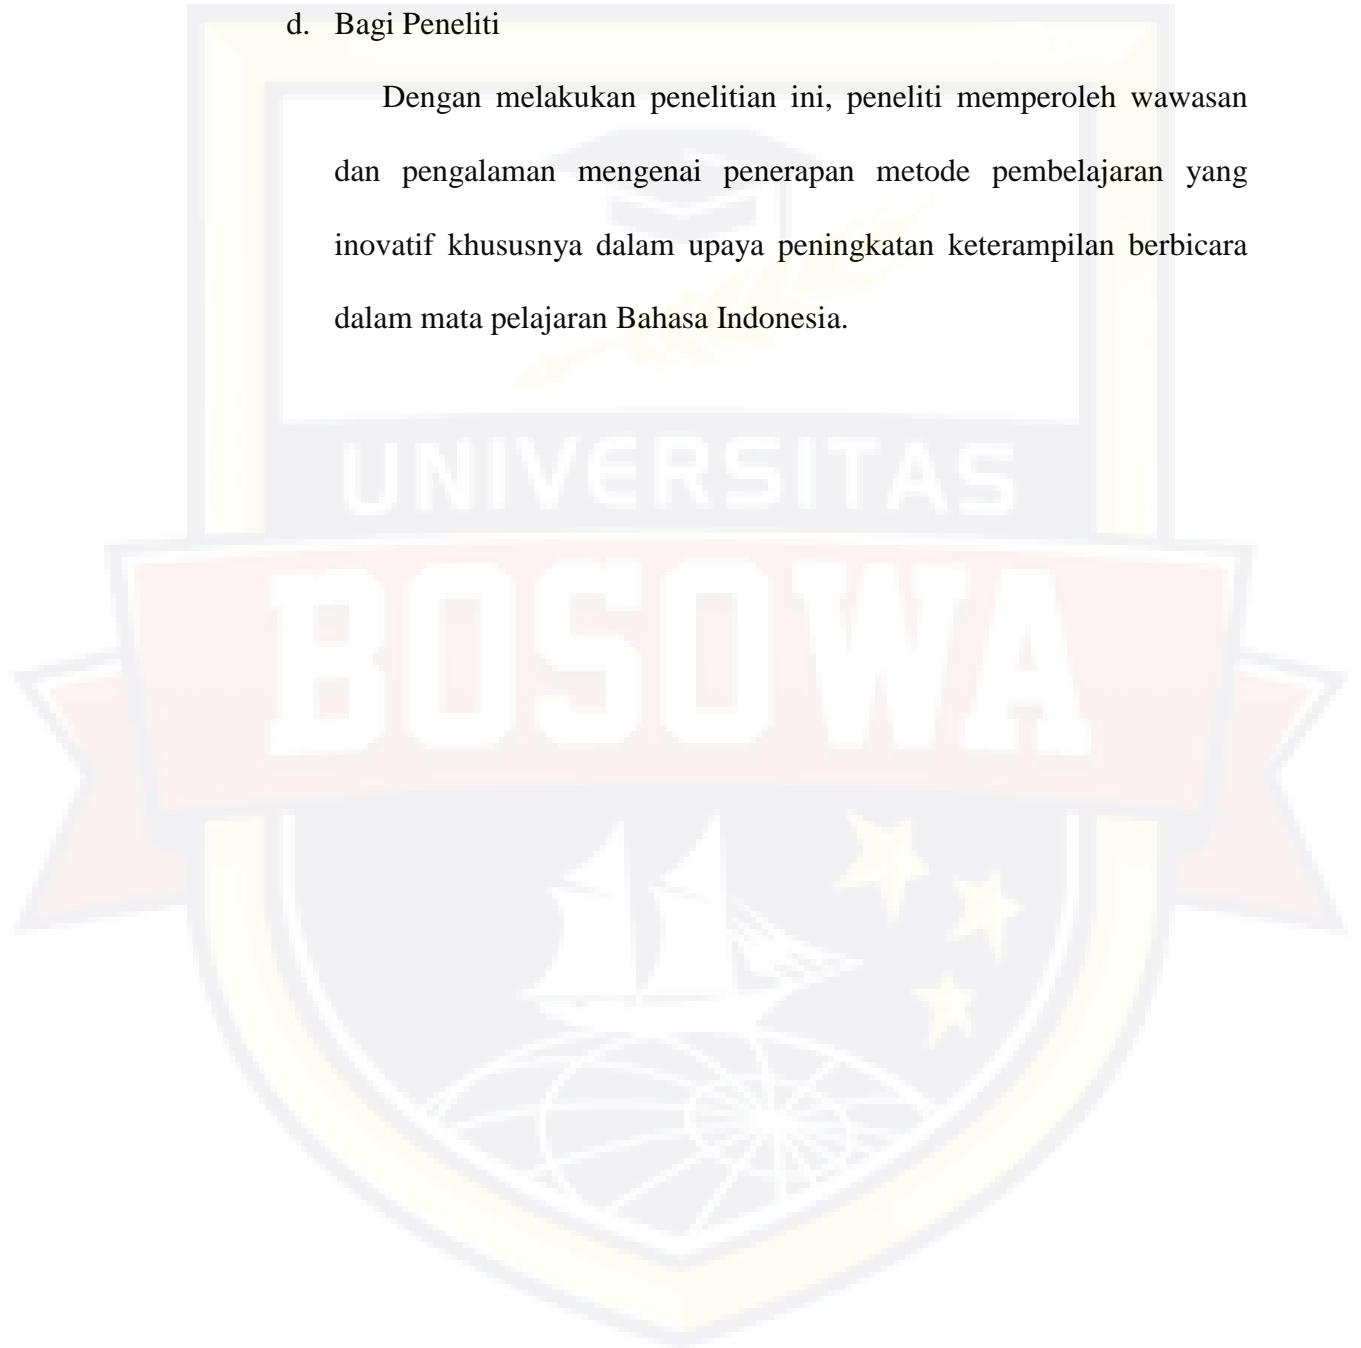 d. Bagi Peneliti
Dengan melakukan penelitian ini, peneliti memperoleh wawasan
dan pengalaman mengenai penerapan metode pembelajaran yang
inovatif khususnya dalam upaya peningkatan keterampilan berbicara
dalam mata pelajaran Bahasa Indonesia.
UNIVERSITAS
BOSOWA